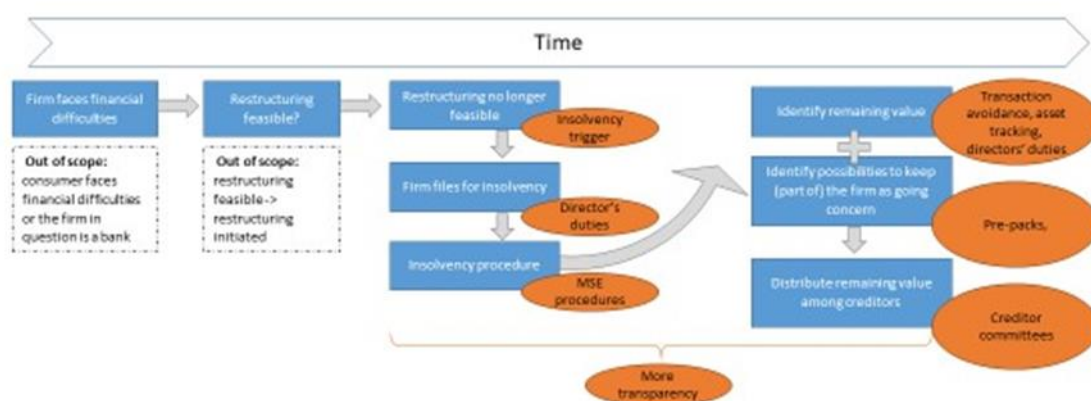 Time
Firm faces financial
difficulties
Out of scope:
consumer faces
financial difficulties
or the firm in
question is a bank
Restructuring
feasible?
Out of scope:
restructuring
feasible ->
restructuring
initiated
Restructuring no longer
feasible
Insolvency
trigger
Firm files for insolvency
Director's
duties
Insolvency procedure
MSE
procedures
Identify remaining value
Transaction
avoidance, asset
tracking,
directors' duties
Identify possibilities to keep
(part of) the firm as going
concern
Pre-packs,
Distribute remaining value
among creditors
Creditor
committees
More
transparency